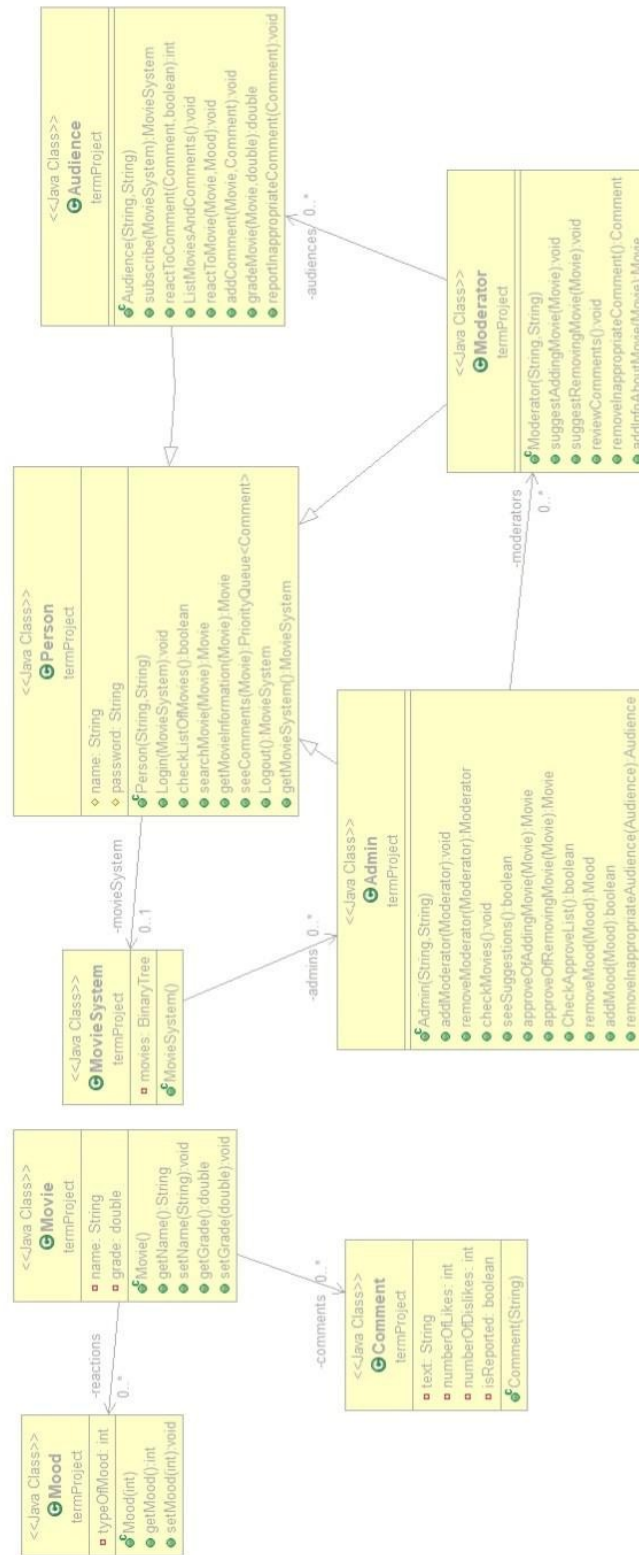 <<Java Class>>
Mood
termProject
typeOfMood: int
Mood(int)
getMood():int
setMood(int):void
-reactions
0..*
<<Java Class>>
Movie
termProject
name: String
grade: double
Movie()
getName():String
setName(String):void
getGrade():double
setGrade(double):void
-comments 0..*
<<Java Class>>
Comment
termProject
text: String
numberOfLikes: int
numberOfDislikes: int
isReported: boolean
Comment(String)
<<Java Class>>
MovieSystem
termProject
movies: BinaryTree
MovieSystem()
-movieSystem
0..1
-admins 0..*
<<Java Class>>
Person
termProject
name: String
password: String
Person(String,String)
Login(MovieSystem):void
checkListOfMovies():boolean
searchMovie(Movie):Movie
getMovieInformation(Movie):Movie
seeComments(Movie):PriorityQueue<Comment>
Logout():MovieSystem
getMovieSystem():MovieSystem
<<Java Class>>
Admin
termProject
Admin(String,String)
addModerator(Moderator):void
removeModerator(Moderator):Moderator
checkMovies():void
seeSuggestions():boolean
approveOfAddingMovie(Movie):Movie
approveOfRemovingMovie(Movie):Movie
CheckApproveList():boolean
removeMood(Mood):Mood
addMood(Mood):boolean
removeInappropriateAudience(Audience):Audience
-moderators
0..*
<<Java Class>>
Audience
termProject
Audience(String,String)
subscribe(MovieSystem):MovieSystem
reactToComment(Comment,boolean):int
ListMoviesAndComments():void
reactToMovie(Movie,Mood):void
addComment(Movie,Comment):void
gradeMovie(Movie,double):double
reportInappropriateComment(Comment):void
-audiences 0..*
<<Java Class>>
Moderator
termProject
Moderator(String,String)
suggestAddingMovie(Movie):void
suggestRemovingMovie(Movie):void
reviewComments():void
removeInappropriateComment():Comment
addInfoAboutMovie(Movie):Movie